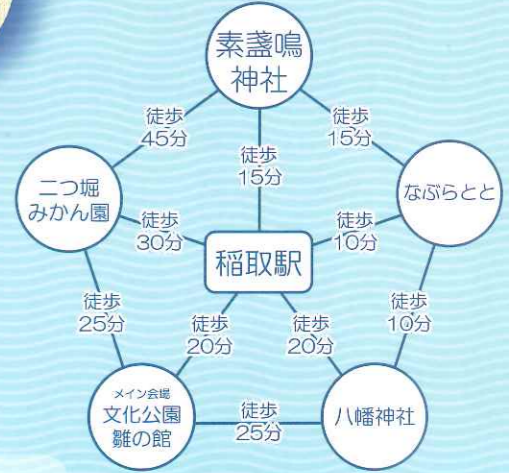 素盞鳴
神社
徒歩
45分
徒歩
15分
徒歩
15分
二つ堀
みかん園
なぶらとと
徒歩
30分
徒歩
10分
稲取駅
徒歩
25分
徒歩
20分
徒歩
20分
徒歩
10分
メイン会場
文化公園
雛の館
徒歩
25分
八幡神社